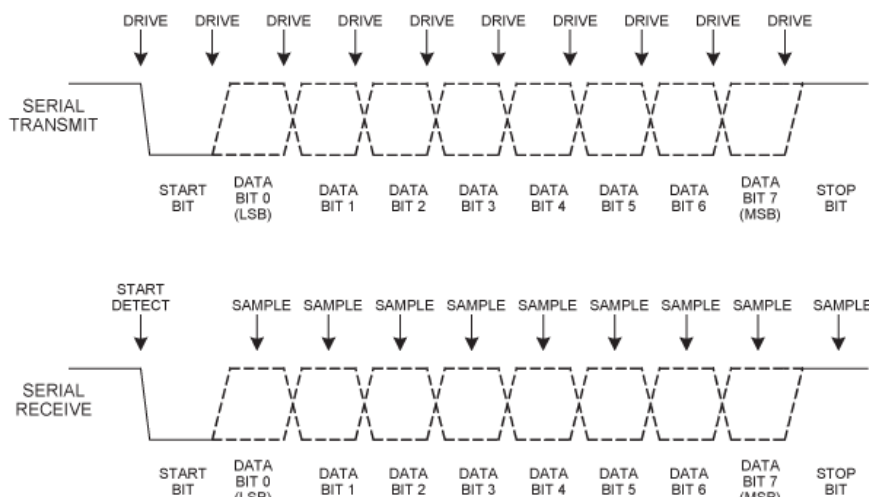 DRIVE DRIVE DRIVE DRIVE DRIVE DRIVE DRIVE DRIVE DRIVE DRIVE
SERIAL
TRANSMIT
START
BIT
DATA
BIT 0
(LSB)
DATA
BIT 1
DATA
BIT 2
DATA
BIT 3
DATA
BIT 4
DATA
BIT 5
DATA
BIT 6
DATA
BIT 7
(MSB)
STOP
BIT
START
DETECT
SAMPLE SAMPLE SAMPLE SAMPLE SAMPLE SAMPLE SAMPLE SAMPLE SAMPLE
SERIAL
RECEIVE
START
BIT
DATA
BIT 0
(LSB)
DATA
BIT 1
DATA
BIT 2
DATA
BIT 3
DATA
BIT 4
DATA
BIT 5
DATA
BIT 6
DATA
BIT 7
(MSB)
STOP
BIT